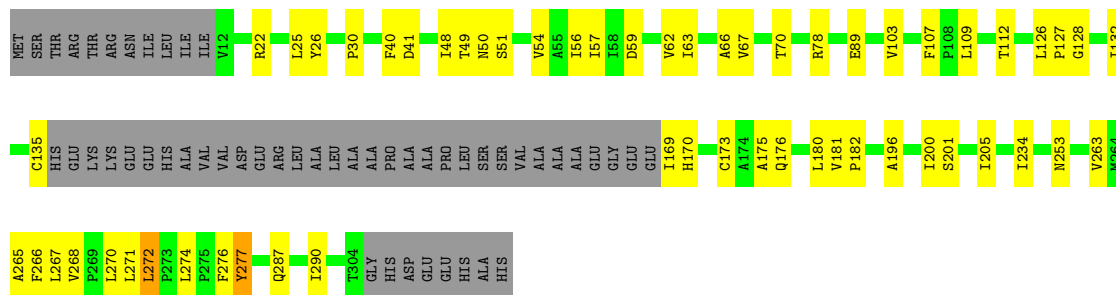 MET SER THR ARG THR ARG ASN ILE LEU ILE ILE V12 R22 L25 Y26 P30 F40 D41 I48 T49 N50 S51 V54 A55 I56 I57 I58 D59 V62 I63 A66 V67 T70 R78 E89 V103 F107 P108 L109 T112 L126 P127 G128
C135 HIS GLU LYS LYS GLU GLU HIS ALA VAL VAL ASP GLU ARG LEU ALA LEU ALA ALA PRO ALA ALA PRO LEU SER SER VAL ALA ALA ALA GLU GLY GLU GLU I169 H170 C173 A174 A175 Q176 L180 V181 P182 A196 I200 S201 I205 I234 N253 V263 M264
A265 F266 L267 V268 P269 L270 L271 L272 P273 L274 P275 F276 Y277 Q287 I290 T304 GLY HIS ASP GLU GLU HIS ALA HIS